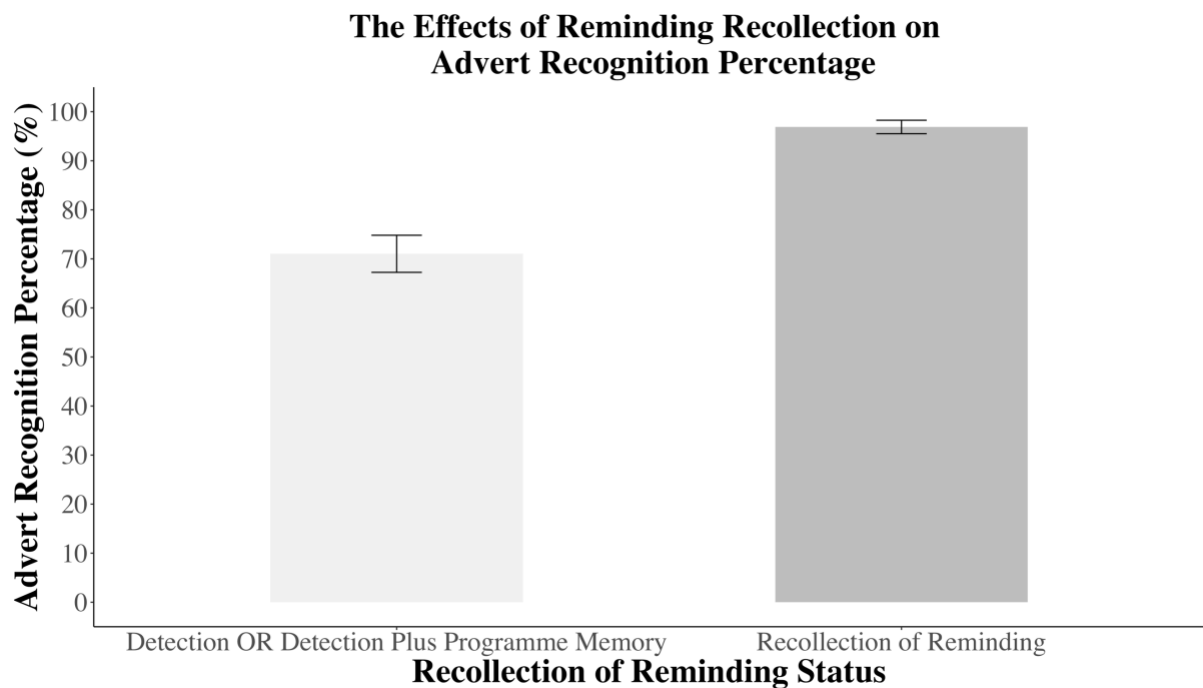 The Effects of Reminding Recollection on
Advert Recognition Percentage
Advert Recognition Percentage (%)
100
90
80
70
60
50
40
30
20
10
0
Detection OR Detection Plus Programme Memory
Recollection of Reminding
Recollection of Reminding Status